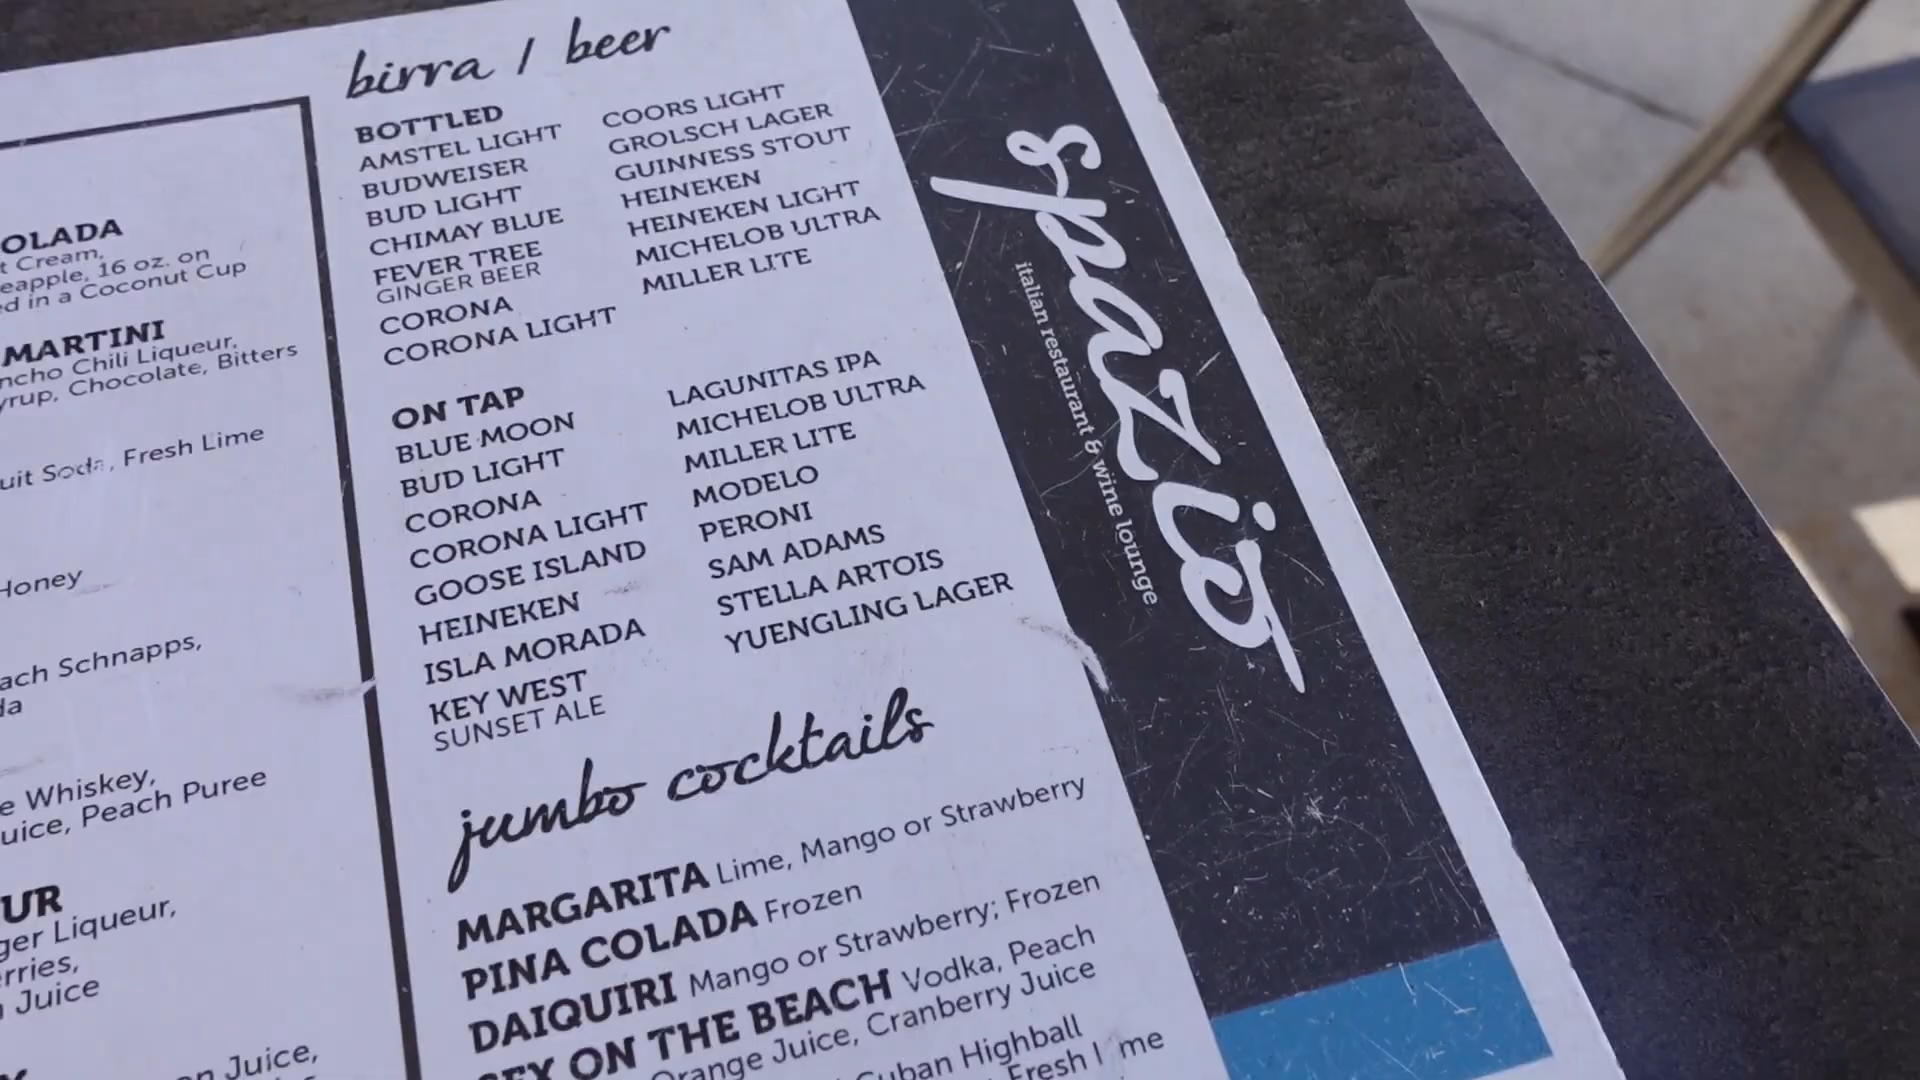 OLADA
t Cream,
eapple, 16 oz. on
ed in a Coconut Cup
MARTINI
ncho Chili Liqueur,
yrup, Chocolate, Bitters
uit Soda, Fresh Lime
Honey
ach Schnapps,
da
e Whiskey,
uice, Peach Puree
UR
ger Liqueur,
erries,
Juice
on Juice,
birra / beer
BOTTLED
AMSTEL LIGHT
BUDWEISER
BUD LIGHT
CHIMAY BLUE
FEVER TREE
GINGER BEER
CORONA
CORONA LIGHT
COORS LIGHT
GROLSCH LAGER
GUINNESS STOUT
HEINEKEN
HEINEKEN LIGHT
MICHELOB ULTRA
MILLER LITE
ON TAP
BLUE MOON
BUD LIGHT
CORONA
CORONA LIGHT
GOOSE ISLAND
HEINEKEN
ISLA MORADA
KEY WEST
SUNSET ALE
LAGUNITAS IPA
MICHELOB ULTRA
MILLER LITE
MODELO
PERONI
SAM ADAMS
STELLA ARTOIS
YUENGLING LAGER
jumbo cocktails
MARGARITA Lime, Mango or Strawberry
PINA COLADA Frozen
DAIQUIRI Mango or Strawberry; Frozen
SEX ON THE BEACH Vodka, Peach
Orange Juice, Cranberry Juice
Cuban Highball
Fresh Lime
spazio
italian restaurant & wine lounge